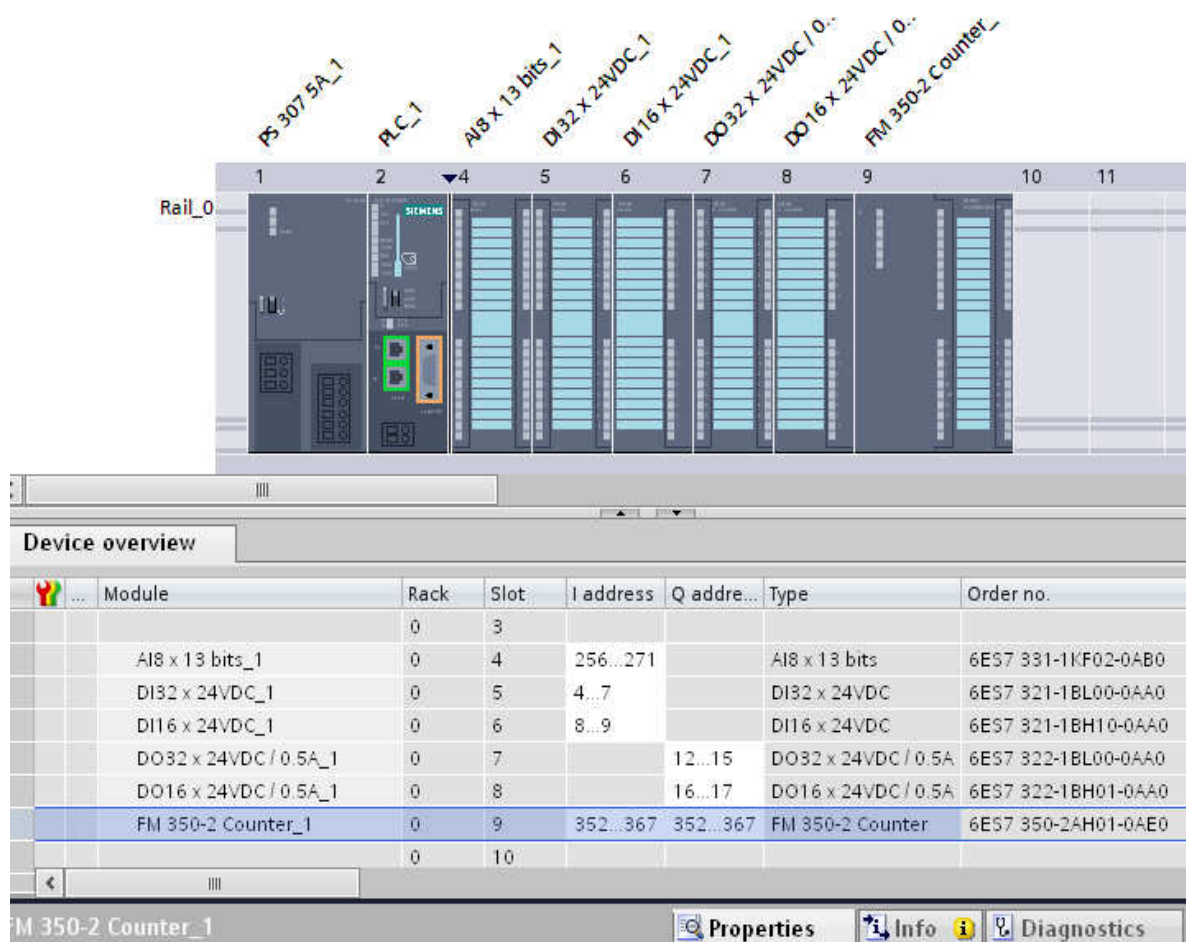 PS 307 5A_1
PLC_1
AI8 x 13 bits_1
DI32 x 24VDC_1
DI16 x 24VDC_1
DO32 x 24VDC / 0..
DO16 x 24VDC / 0..
FM 350-2 Counter_
1 2 4 5 6 7 8 9 10 11
Rail_0
SIEMENS
Device overview
... Module Rack Slot I address Q addre... Type Order no.
0 3
AI8 x 13 bits_1 0 4 256...271 AI8 x 13 bits 6ES7 331-1KF02-0AB0
DI32 x 24VDC_1 0 5 4...7 DI32 x 24VDC 6ES7 321-1BL00-0AA0
DI16 x 24VDC_1 0 6 8...9 DI16 x 24VDC 6ES7 321-1BH10-0AA0
DO32 x 24VDC / 0.5A_1 0 7 12...15 DO32 x 24VDC / 0.5A 6ES7 322-1BL00-0AA0
DO16 x 24VDC / 0.5A_1 0 8 16...17 DO16 x 24VDC / 0.5A 6ES7 322-1BH01-0AA0
FM 350-2 Counter_1 0 9 352...367 352...367 FM 350-2 Counter 6ES7 350-2AH01-0AE0
0 10
FM 350-2 Counter_1 Properties Info Diagnostics